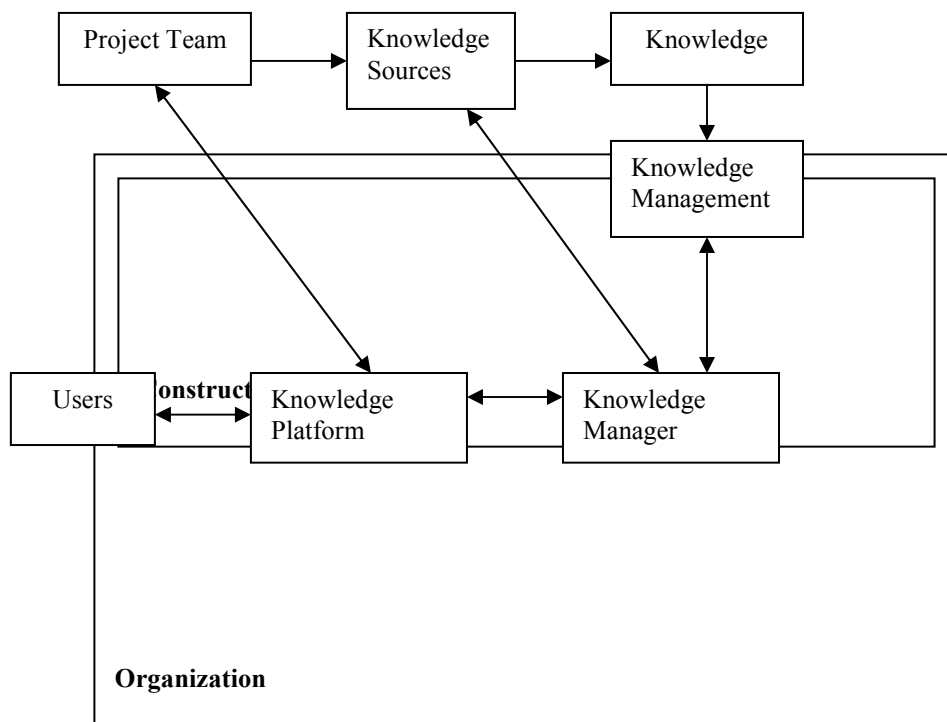 Project Team
Knowledge
Sources
Knowledge
Knowledge
Management
Users
onstruct
Knowledge
Platform
Knowledge
Manager
Organization